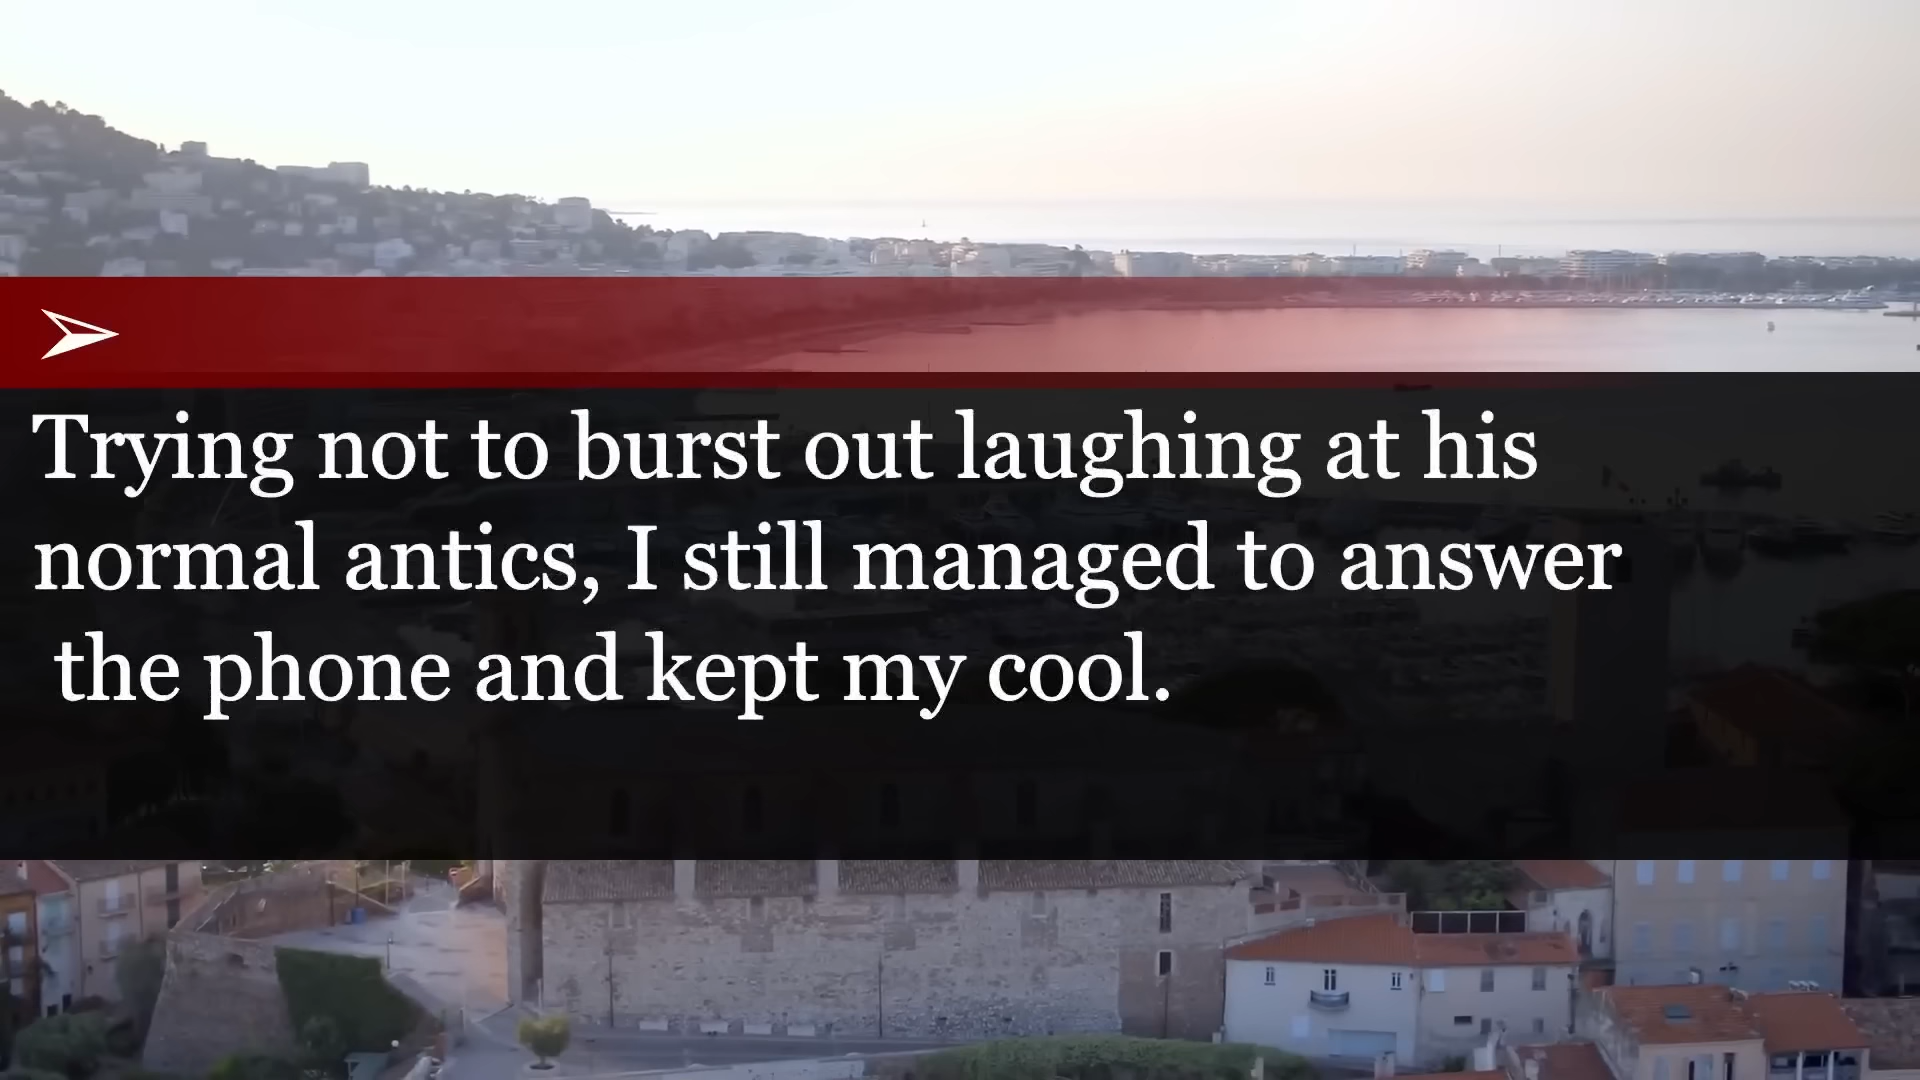 Trying not to burst out laughing at his
normal antics, I still managed to answer
the phone and kept my cool.